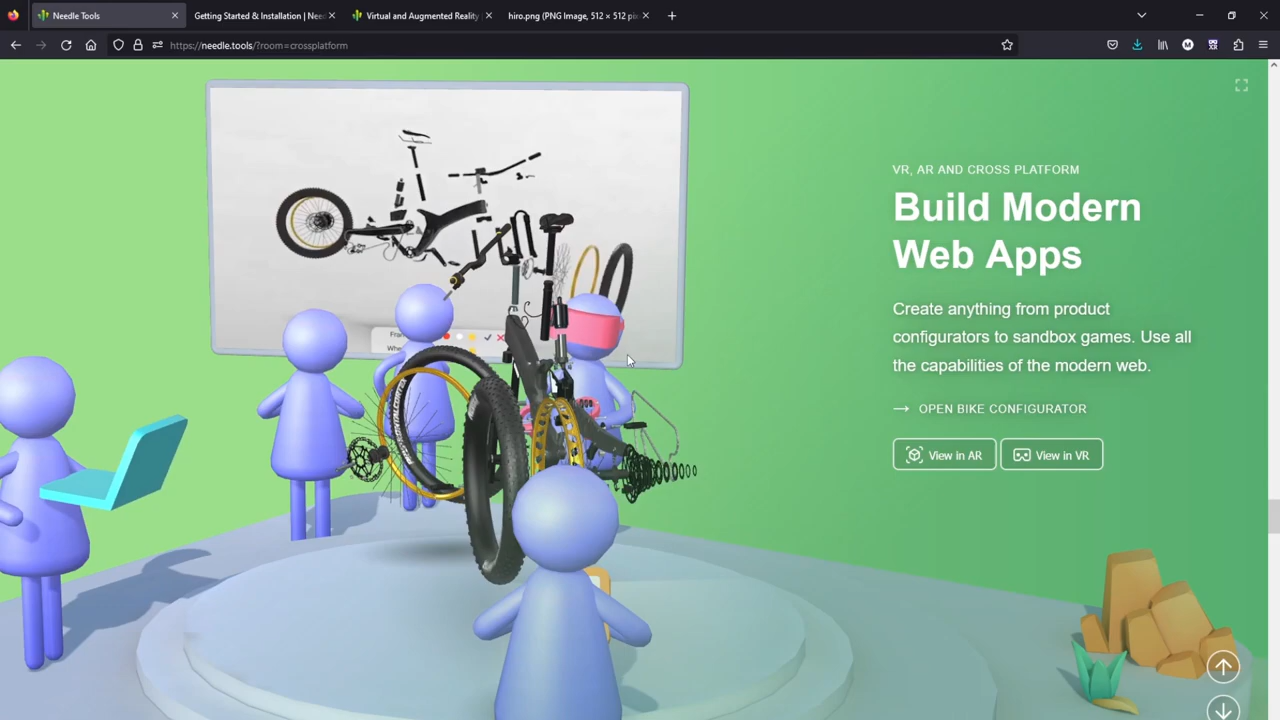 Needle Tools
Getting Started & Installation | Need
Virtual and Augmented Reality
hiro.png (PNG Image, 512 × 512 pix
https://needle.tools/?room=crossplatform
VR, AR AND CROSS PLATFORM
Build Modern
Web Apps
Create anything from product
configurators to sandbox games. Use all
the capabilities of the modern web.
→ OPEN BIKE CONFIGURATOR
View in AR
View in VR